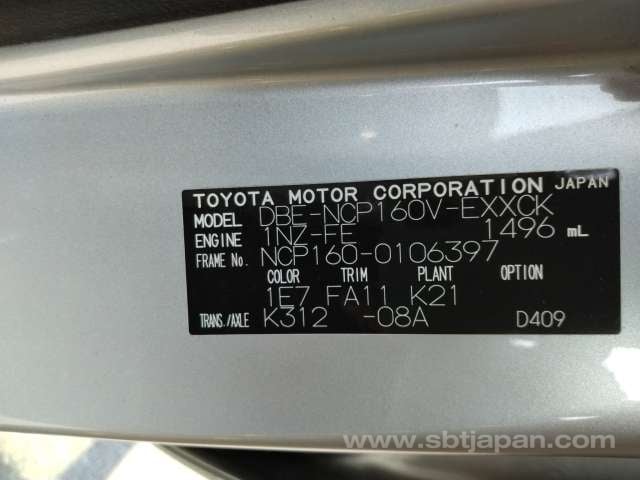 TOYOTA MOTOR CORPORATION JAPAN
MODEL DBE-NCP160V-EXXCK
ENGINE 1NZ-FE 1496 mL
FRAME No. NCP160-0106397
COLOR TRIM PLANT OPTION
1E7 FA11 K21
TRANS./AXLE K312 -08A D409
www.sbtjapan.com